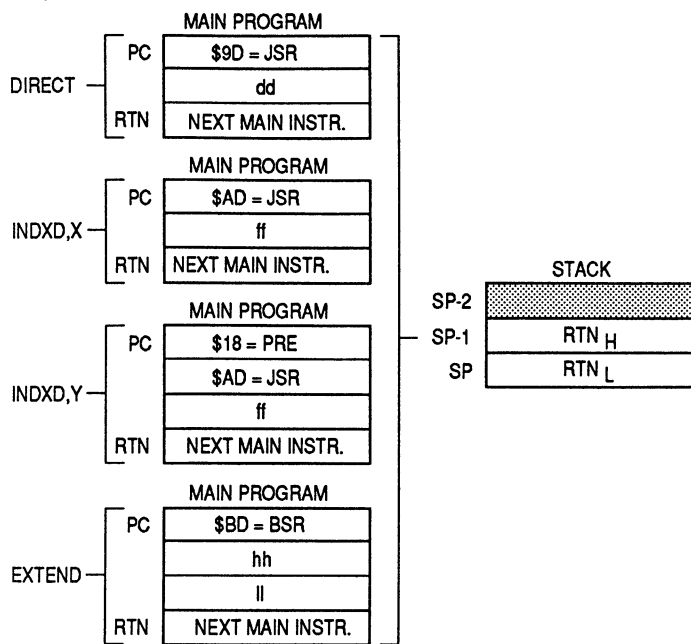 MAIN PROGRAM
PC $9D = JSR
DIRECT dd
RTN NEXT MAIN INSTR.
MAIN PROGRAM
PC $AD = JSR
INDXD,X ff
RTN NEXT MAIN INSTR.
MAIN PROGRAM
PC $18 = PRE
$AD = JSR
INDXD,Y ff
RTN NEXT MAIN INSTR.
MAIN PROGRAM
PC $BD = BSR
hh
EXTEND ll
RTN NEXT MAIN INSTR.
STACK
SP-2
SP-1 RTN H
SP RTN L